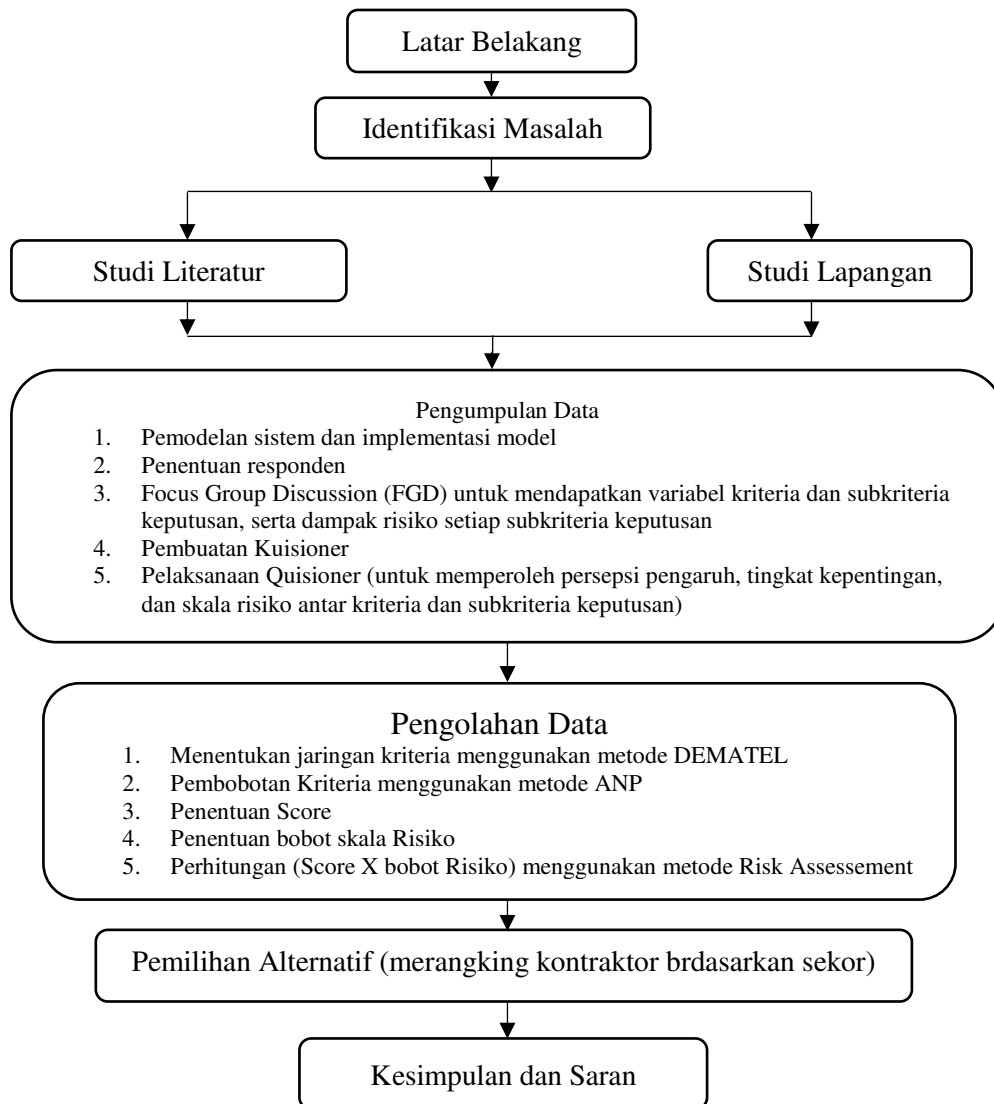 Latar Belakang
Identifikasi Masalah
Studi Literatur
Studi Lapangan
Pengumpulan Data
1. Pemodelan sistem dan implementasi model
2. Penentuan responden
3. Focus Group Discussion (FGD) untuk mendapatkan variabel kriteria dan subkriteria
keputusan, serta dampak risiko setiap subkriteria keputusan
4. Pembuatan Kuisioner
5. Pelaksanaan Quisioner (untuk memperoleh persepsi pengaruh, tingkat kepentingan,
dan skala risiko antar kriteria dan subkriteria keputusan)
Pengolahan Data
1. Menentukan jaringan kriteria menggunakan metode DEMATEL
2. Pembobotan Kriteria menggunakan metode ANP
3. Penentuan Score
4. Penentuan bobot skala Risiko
5. Perhitungan (Score X bobot Risiko) menggunakan metode Risk Assessement
Pemilihan Alternatif (merangking kontraktor brdasarkan sekor)
Kesimpulan dan Saran